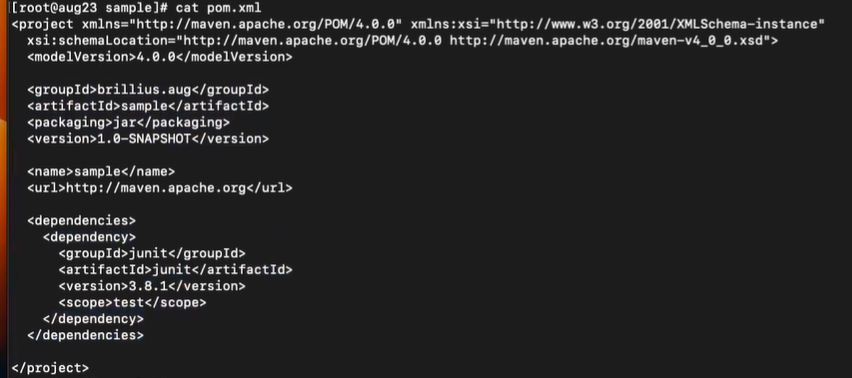 [root@aug23 sample]# cat pom.xml
<project xmlns="http://maven.apache.org/POM/4.0.0" xmlns:xsi="http://www.w3.org/2001/XMLSchema-instance"
  xsi:schemaLocation="http://maven.apache.org/POM/4.0.0 http://maven.apache.org/maven-v4_0_0.xsd">
  <modelVersion>4.0.0</modelVersion>
  <groupId>brillius.aug</groupId>
  <artifactId>sample</artifactId>
  <packaging>jar</packaging>
  <version>1.0-SNAPSHOT</version>
  <name>sample</name>
  <url>http://maven.apache.org</url>
  <dependencies>
    <dependency>
      <groupId>junit</groupId>
      <artifactId>junit</artifactId>
      <version>3.8.1</version>
      <scope>test</scope>
    </dependency>
  </dependencies>
</project>